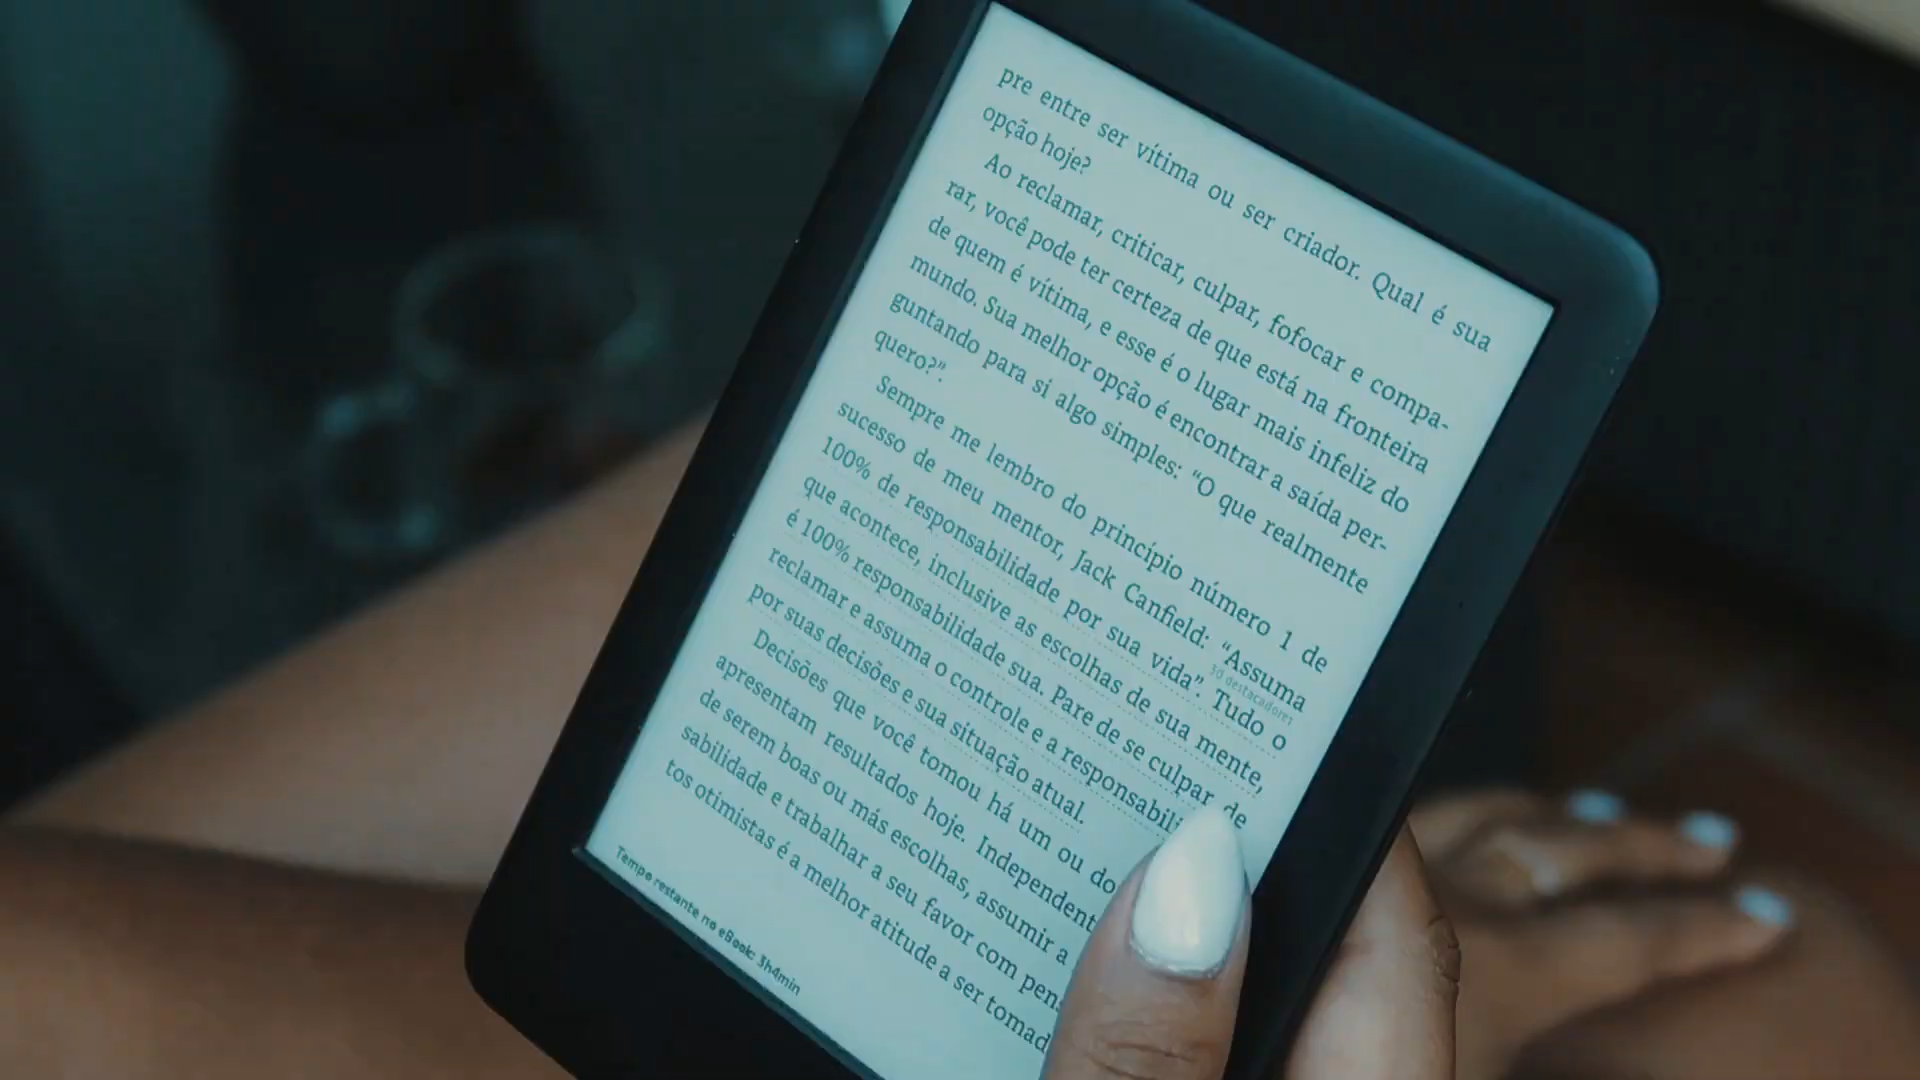 pre entre ser vítima ou ser criador. Qual é sua
opção hoje?
Ao reclamar, criticar, culpar, fofocar e compa-
rar, você pode ter certeza de que está na fronteira
de quem é vítima, e esse é o lugar mais infeliz do
mundo. Sua melhor opção é encontrar a saída per-
guntando para si algo simples: “O que realmente
quero?”.
Sempre me lembro do princípio número 1 de
sucesso de meu mentor, Jack Canfield: “Assuma
100% de responsabilidade por sua vida”. Tudo o
30 destacadores
que acontece, inclusive as escolhas de sua mente,
é 100% responsabilidade sua. Pare de se culpar, de
reclamar e assuma o controle e a responsabili
por suas decisões e sua situação atual.
Decisões que você tomou há um ou do
apresentam resultados hoje. Independent
de serem boas ou más escolhas, assumir a
sabilidade e trabalhar a seu favor com pen
tos otimistas é a melhor atitude a ser tomad
Tempo restante no eBook: 3h4min